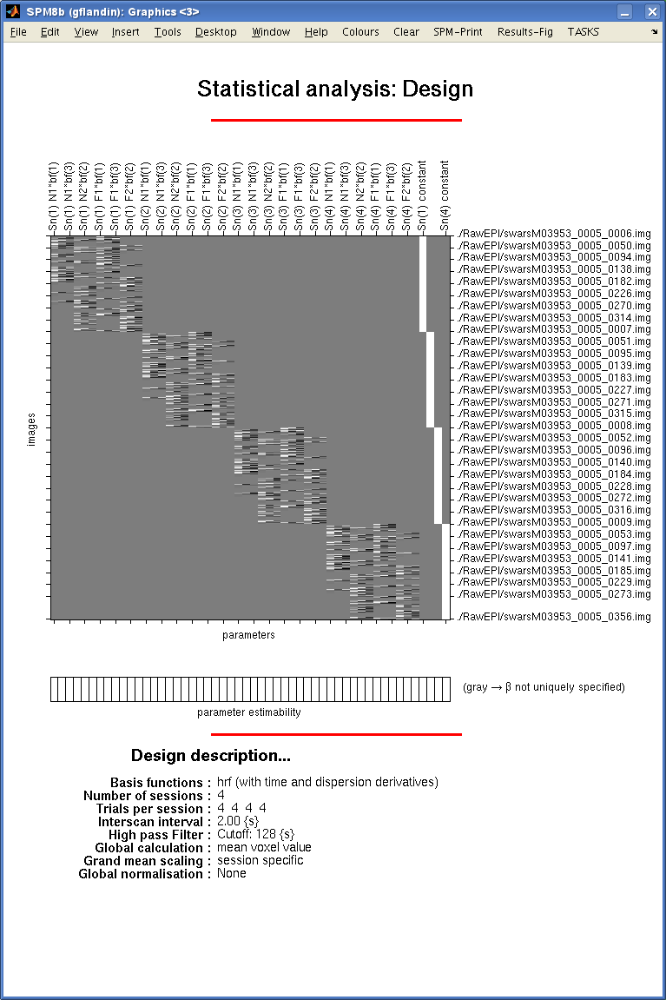 SPM8b (gflandin): Graphics <3>
File Edit View Insert Tools Desktop Window Help Colours Clear SPM-Print Results-Fig TASKS
Statistical analysis: Design
Sn(1) N1*bf(1)
Sn(1) N1*bf(3)
Sn(1) N2*bf(2)
Sn(1) F1*bf(1)
Sn(1) F1*bf(3)
Sn(1) F2*bf(2)
Sn(2) N1*bf(1)
Sn(2) N1*bf(3)
Sn(2) N2*bf(2)
Sn(2) F1*bf(1)
Sn(2) F1*bf(3)
Sn(2) F2*bf(2)
Sn(3) N1*bf(1)
Sn(3) N1*bf(3)
Sn(3) N2*bf(2)
Sn(3) F1*bf(1)
Sn(3) F1*bf(3)
Sn(3) F2*bf(2)
Sn(4) N1*bf(1)
Sn(4) N1*bf(3)
Sn(4) N2*bf(2)
Sn(4) F1*bf(1)
Sn(4) F1*bf(3)
Sn(4) F2*bf(2)
Sn(1) constant
Sn(4) constant
./RawEPI/swarsM03953_0005_0006.img
./RawEPI/swarsM03953_0005_0050.img
./RawEPI/swarsM03953_0005_0094.img
./RawEPI/swarsM03953_0005_0138.img
./RawEPI/swarsM03953_0005_0182.img
./RawEPI/swarsM03953_0005_0226.img
./RawEPI/swarsM03953_0005_0270.img
./RawEPI/swarsM03953_0005_0314.img
./RawEPI/swarsM03953_0005_0007.img
./RawEPI/swarsM03953_0005_0051.img
./RawEPI/swarsM03953_0005_0095.img
./RawEPI/swarsM03953_0005_0139.img
./RawEPI/swarsM03953_0005_0183.img
./RawEPI/swarsM03953_0005_0227.img
./RawEPI/swarsM03953_0005_0271.img
./RawEPI/swarsM03953_0005_0315.img
./RawEPI/swarsM03953_0005_0008.img
./RawEPI/swarsM03953_0005_0052.img
./RawEPI/swarsM03953_0005_0096.img
./RawEPI/swarsM03953_0005_0140.img
./RawEPI/swarsM03953_0005_0184.img
./RawEPI/swarsM03953_0005_0228.img
./RawEPI/swarsM03953_0005_0272.img
./RawEPI/swarsM03953_0005_0316.img
./RawEPI/swarsM03953_0005_0009.img
./RawEPI/swarsM03953_0005_0053.img
./RawEPI/swarsM03953_0005_0097.img
./RawEPI/swarsM03953_0005_0141.img
./RawEPI/swarsM03953_0005_0185.img
./RawEPI/swarsM03953_0005_0229.img
./RawEPI/swarsM03953_0005_0273.img
./RawEPI/swarsM03953_0005_0356.img
images
parameters
(gray → β not uniquely specified)
parameter estimability
Design description...
Basis functions : hrf (with time and dispersion derivatives)
Number of sessions : 4
Trials per session : 4 4 4 4
Interscan interval : 2.00 {s}
High pass Filter : Cutoff: 128 {s}
Global calculation : mean voxel value
Grand mean scaling : session specific
Global normalisation : None